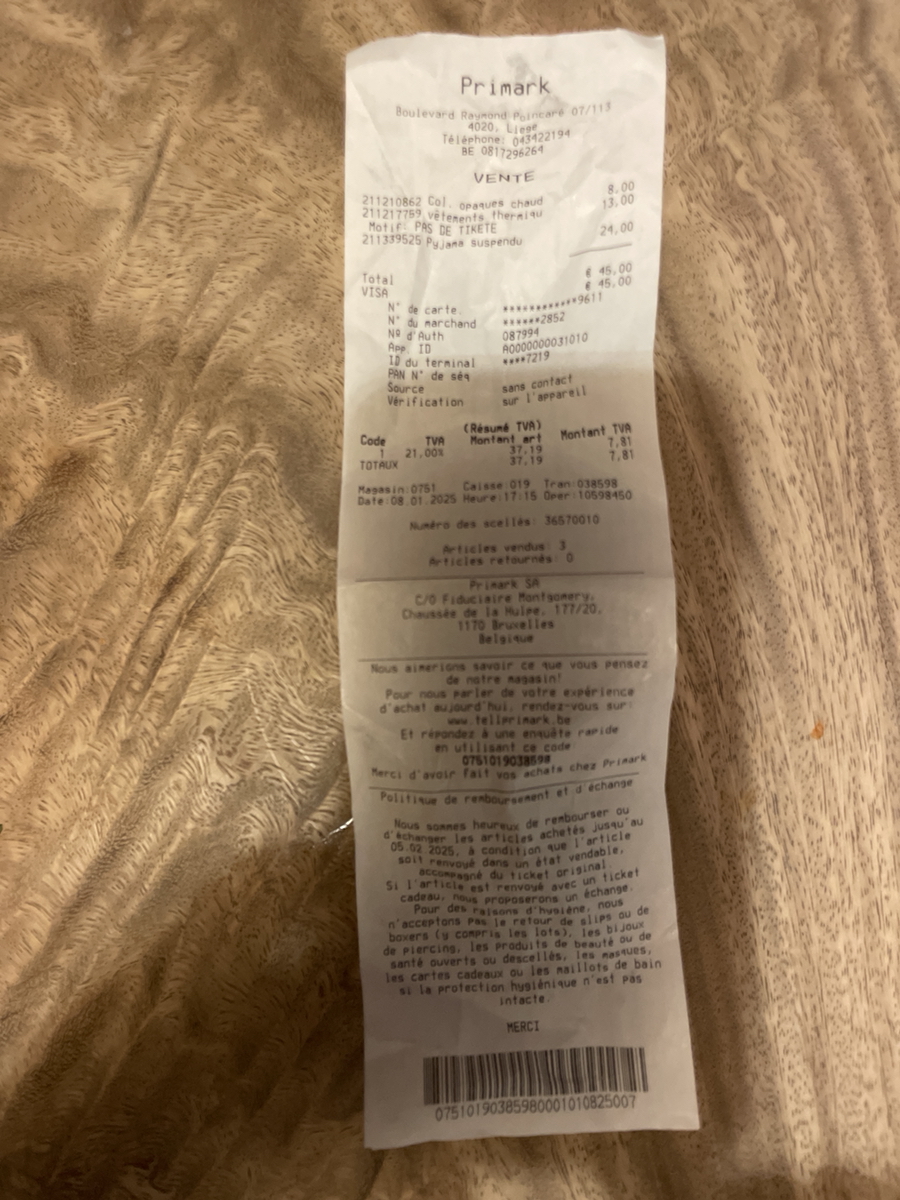 Primark
Boulevard Raymond Poincaré 07/113
4020, Liege
Téléphone: 043422194
BE 0817296264
VENTE
211210862 Col. opaques chaud 8,00
211217759 vêtements thermiqu 13,00
Motif: PAS DE TIKETE
211339525 Pyjama suspendu 24,00
Total € 45,00
VISA € 45,00
N° de carte. ************9611
N° du marchand ******2852
Nº d'Auth 087994
App. ID A0000000031010
ID du terminal ****7219
PAN N° de séq
Source sans contact
Vérification sur l'appareil
(Résumé TVA)
Code TVA Montant art Montant TVA
1 21,00% 37,19 7,81
TOTAUX 37,19 7,81
Magasin:0751 Caisse:019 Tran:038598
Date:08.01.2025 Heure:17:15 Oper:10598450
Numéro des scellés: 36570010
Articles vendus: 3
Articles retournés: 0
Primark SA
C/O Fiduciaire Montgomery,
Chaussée de la Hulpe, 177/20,
1170 Bruxelles
Belgique
Nous aimerions savoir ce que vous pensez
de notre magasin!
Pour nous parler de votre expérience
d'achat aujourd'hui, rendez-vous sur:
www.tellprimark.be
Et répondez à une enquête rapide
en utilisant ce code
0751019038598
Merci d'avoir fait vos achats chez Primark
Politique de remboursement et d'échange
Nous sommes heureux de rembourser ou
d'échanger les articles achetés jusqu'au
05.02.2025, à condition que l'article
soit renvoyé dans un état vendable,
accompagné du ticket original.
Si l'article est renvoyé avec un ticket
cadeau, nous proposerons un échange.
Pour des raisons d'hygiène, nous
n'acceptons pas le retour de slips ou de
boxers (y compris les lots), les bijoux
de piercing, les produits de beauté ou de
santé ouverts ou descellés, les masques,
les cartes cadeaux ou les maillots de bain
si la protection hygiénique n'est pas
intacte.
MERCI
07510190385980001010825007